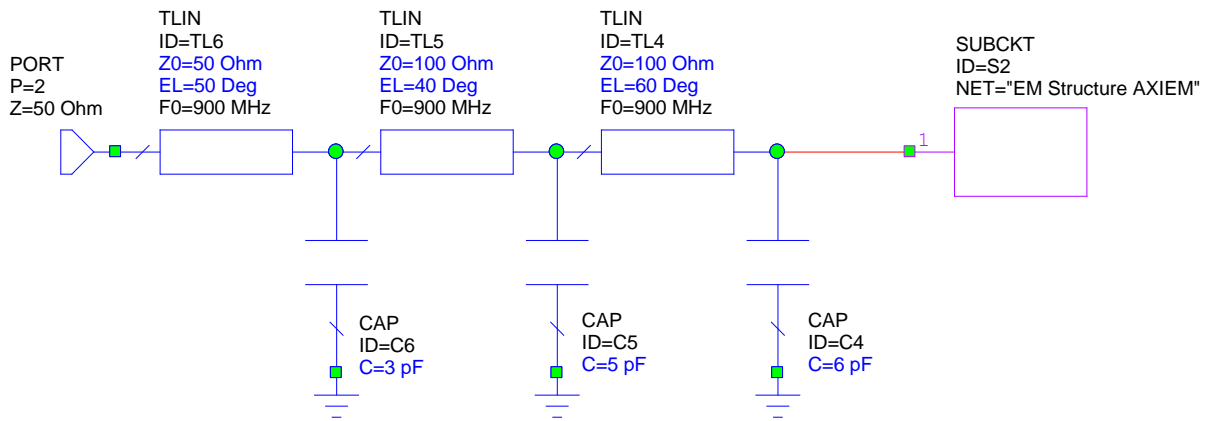 PORT
P=2
Z=50 Ohm
TLIN
ID=TL6
Z0=50 Ohm
EL=50 Deg
F0=900 MHz
TLIN
ID=TL5
Z0=100 Ohm
EL=40 Deg
F0=900 MHz
TLIN
ID=TL4
Z0=100 Ohm
EL=60 Deg
F0=900 MHz
SUBCKT
ID=S2
NET="EM Structure AXIEM"
1
CAP
ID=C6
C=3 pF
CAP
ID=C5
C=5 pF
CAP
ID=C4
C=6 pF